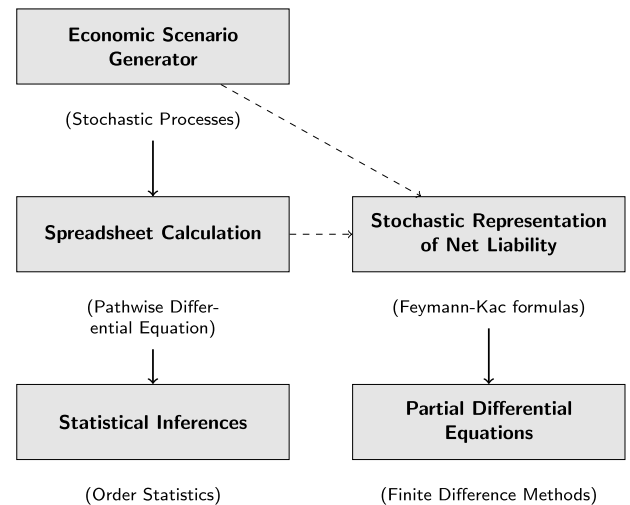 Economic Scenario
Generator
(Stochastic Processes)
Spreadsheet Calculation
Stochastic Representation
of Net Liability
(Pathwise Differ-
ential Equation)
(Feymann-Kac formulas)
Statistical Inferences
Partial Differential
Equations
(Order Statistics)
(Finite Difference Methods)